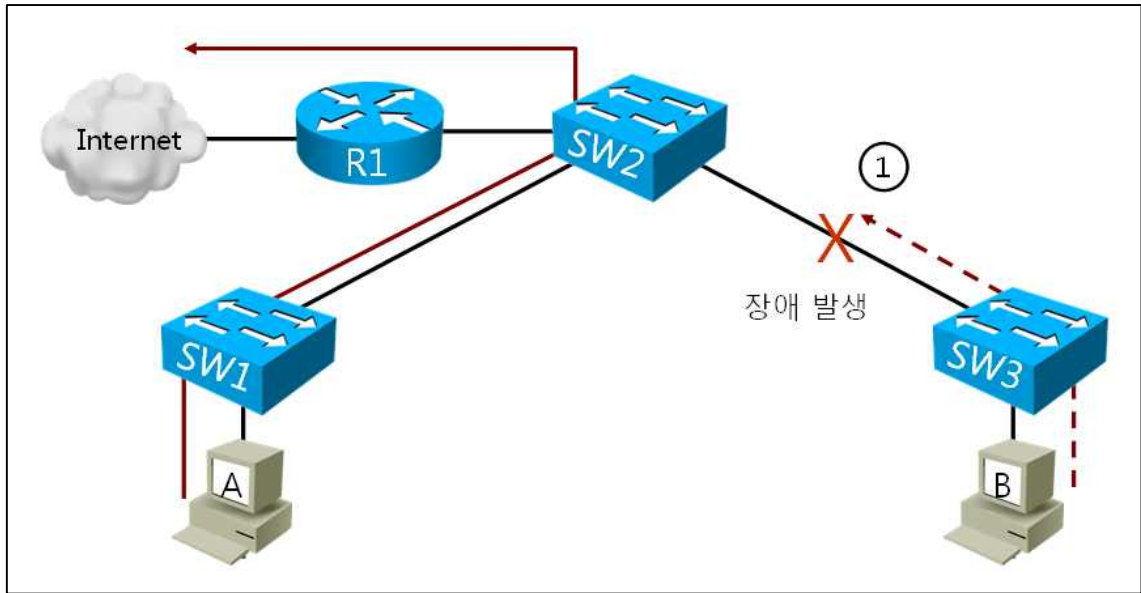 Internet
R1
SW2
①
장애 발생
SW1
SW3
A
B